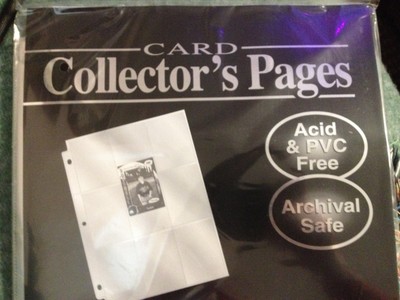 CARD
Collector's Pages
Acid
& PVC
Free
Archival
Safe